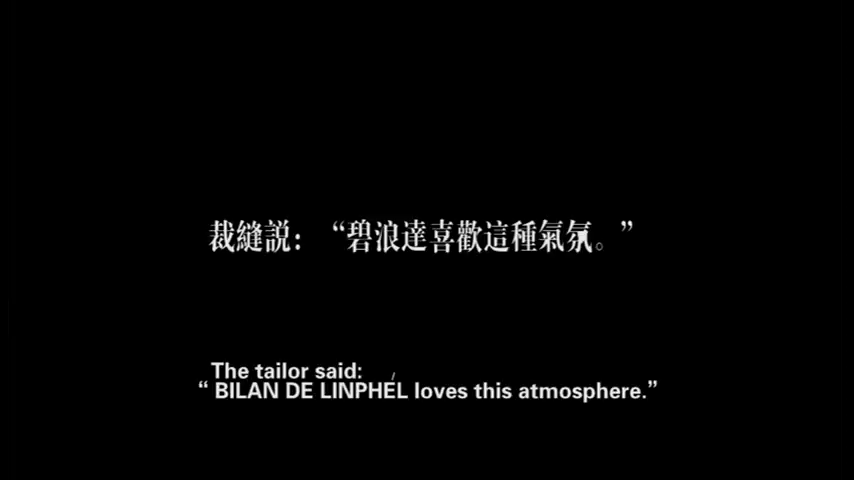 裁縫説：“碧浪達喜歡這種氣氛。”
The tailor said:
“ BILAN DE LINPHEL loves this atmosphere.”